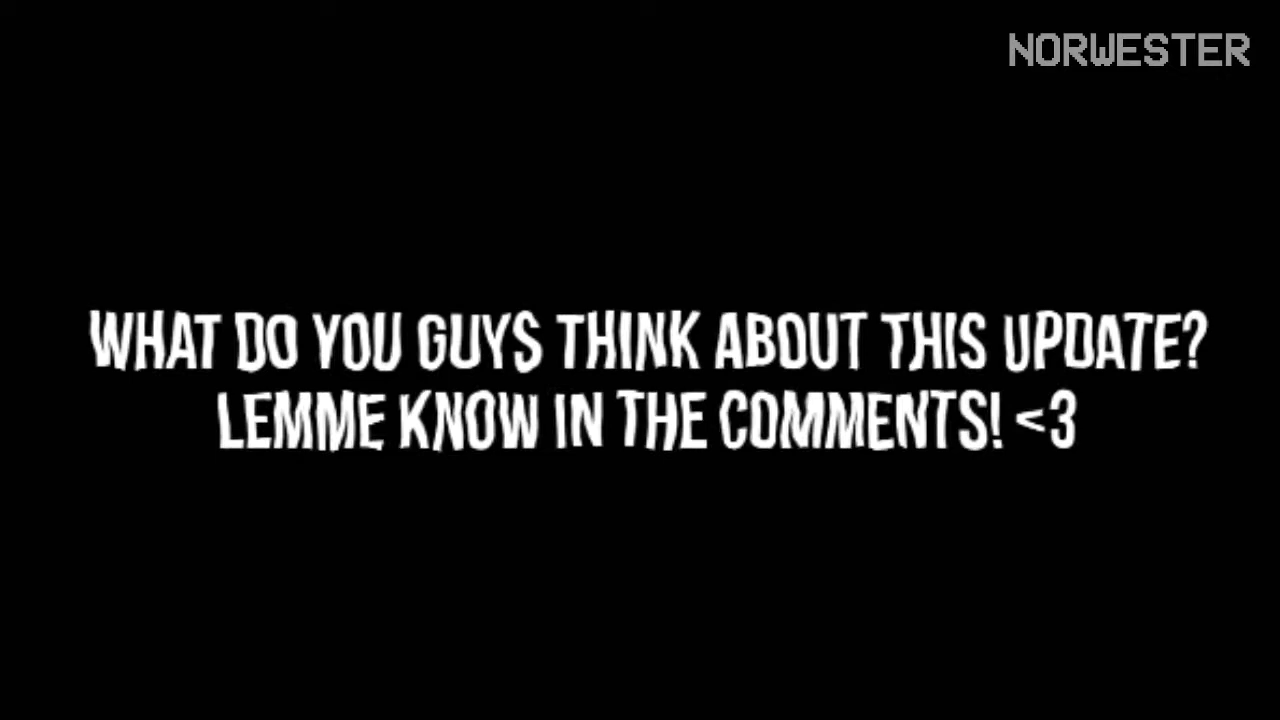 NORWESTER
WHAT DO YOU GUYS THINK ABOUT THIS UPDATE?
LEMME KNOW IN THE COMMENTS! <3